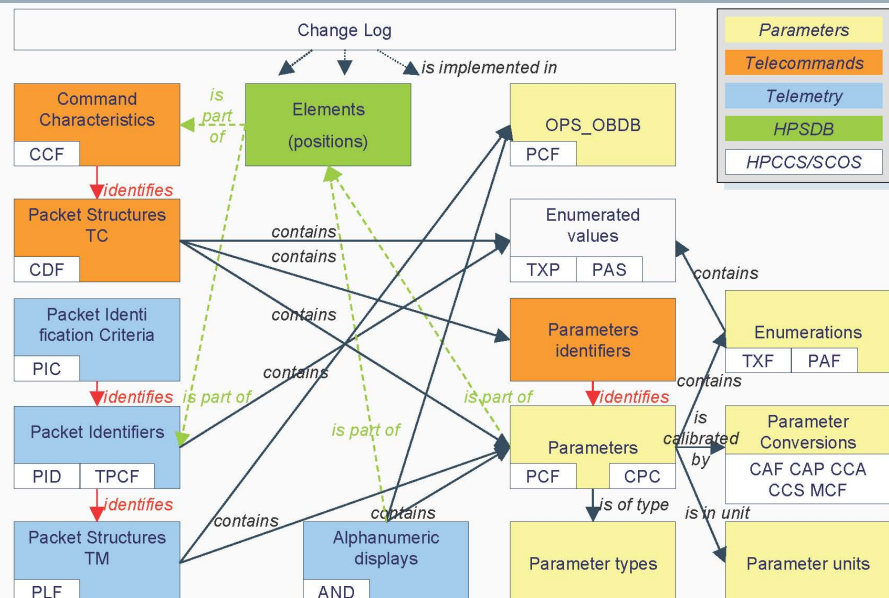 Change Log
is implemented in
Parameters
Telecommands
Telemetry
HPSDB
HPCCS/SCOS
Command
Characteristics
CCF
is
part
of
Elements
(positions)
OPS_OBDB
PCF
identifies
Packet Structures
TC
CDF
contains
contains
Enumerated
values
TXP
PAS
contains
Packet Identi
fication Criteria
PIC
contains
Parameters
identifiers
Enumerations
TXF
PAF
contains
contains
identifies
is part of
is part of
identifies
Packet Identifiers
PID
TPCF
is part of
Parameters
PCF
CPC
is
calibrated
by
Parameter
Conversions
CAF CAP CCA
CCS MCF
identifies
contains
contains
is of type
is in unit
Packet Structures
TM
PLF
Alphanumeric
displays
AND
Parameter types
Parameter units